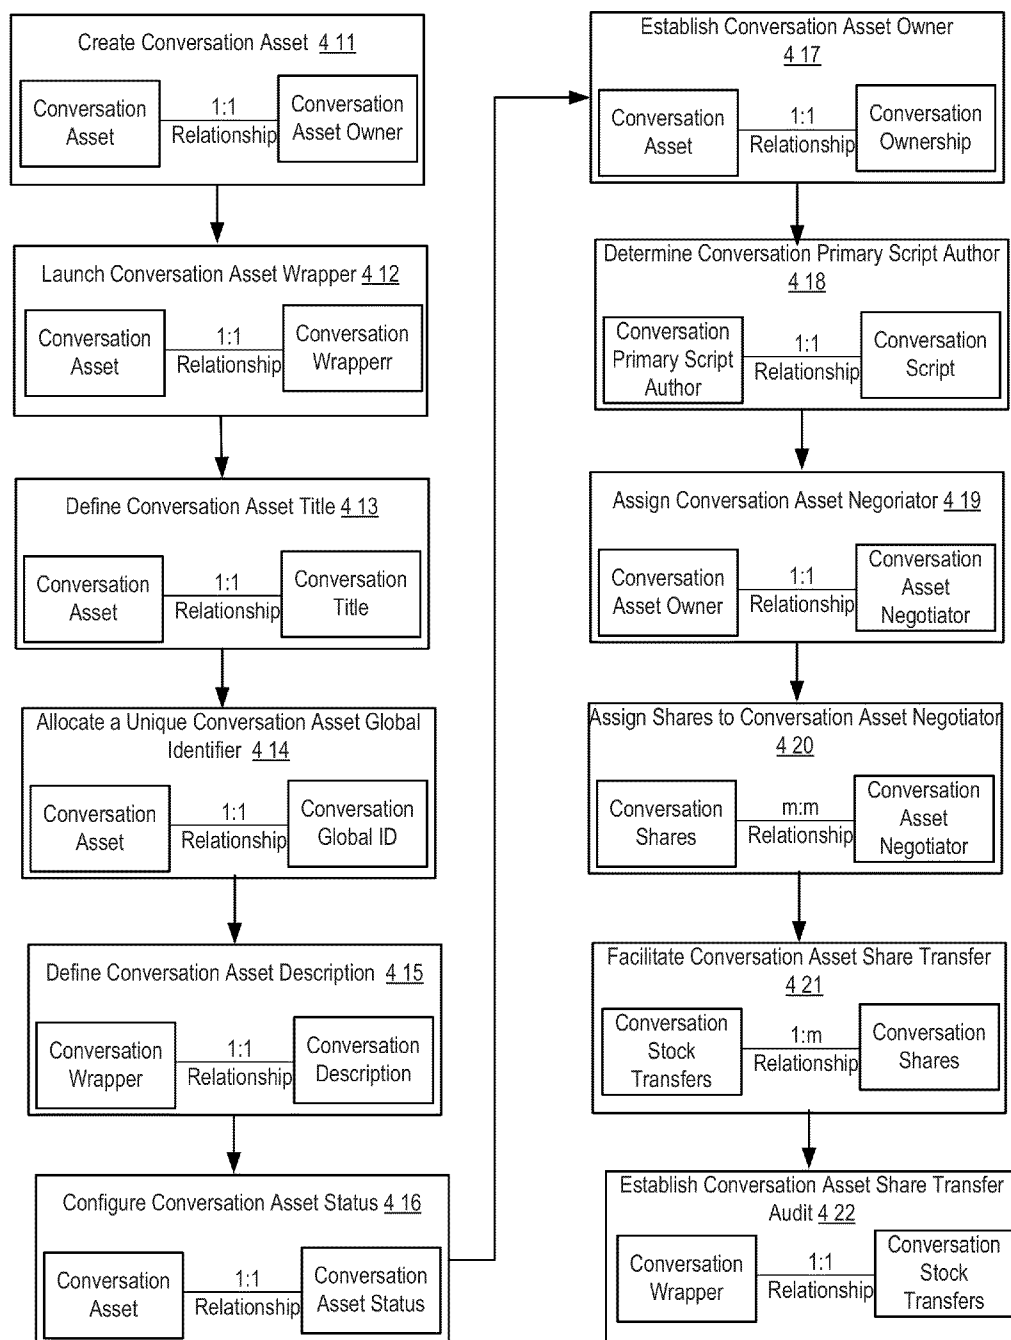 Create Conversation Asset 4 11
Conversation
Asset
1:1
Relationship
Conversation
Asset Owner
Launch Conversation Asset Wrapper 4 12
Conversation
Asset
1:1
Relationship
Conversation
Wrapperr
Define Conversation Asset Title 4 13
Conversation
Asset
1:1
Relationship
Conversation
Title
Allocate a Unique Conversation Asset Global
Identifier 4 14
Conversation
Asset
1:1
Relationship
Conversation
Global ID
Define Conversation Asset Description 4 15
Conversation
Wrapper
1:1
Relationship
Conversation
Description
Configure Conversation Asset Status 4 16
Conversation
Asset
1:1
Relationship
Conversation
Asset Status
Establish Conversation Asset Owner
4 17
Conversation
Asset
1:1
Relationship
Conversation
Ownership
Determine Conversation Primary Script Author
4 18
Conversation
Primary Script
Author
1:1
Relationship
Conversation
Script
Assign Conversation Asset Negoriator 4 19
Conversation
Asset Owner
1:1
Relationship
Conversation
Asset
Negotiator
Assign Shares to Conversation Asset Negotiator
4 20
Conversation
Shares
m:m
Relationship
Conversation
Asset
Negotiator
Facilitate Conversation Asset Share Transfer
4 21
Conversation
Stock
Transfers
1:m
Relationship
Conversation
Shares
Establish Conversation Asset Share Transfer
Audit 4 22
Conversation
Wrapper
1:1
Relationship
Conversation
Stock
Transfers